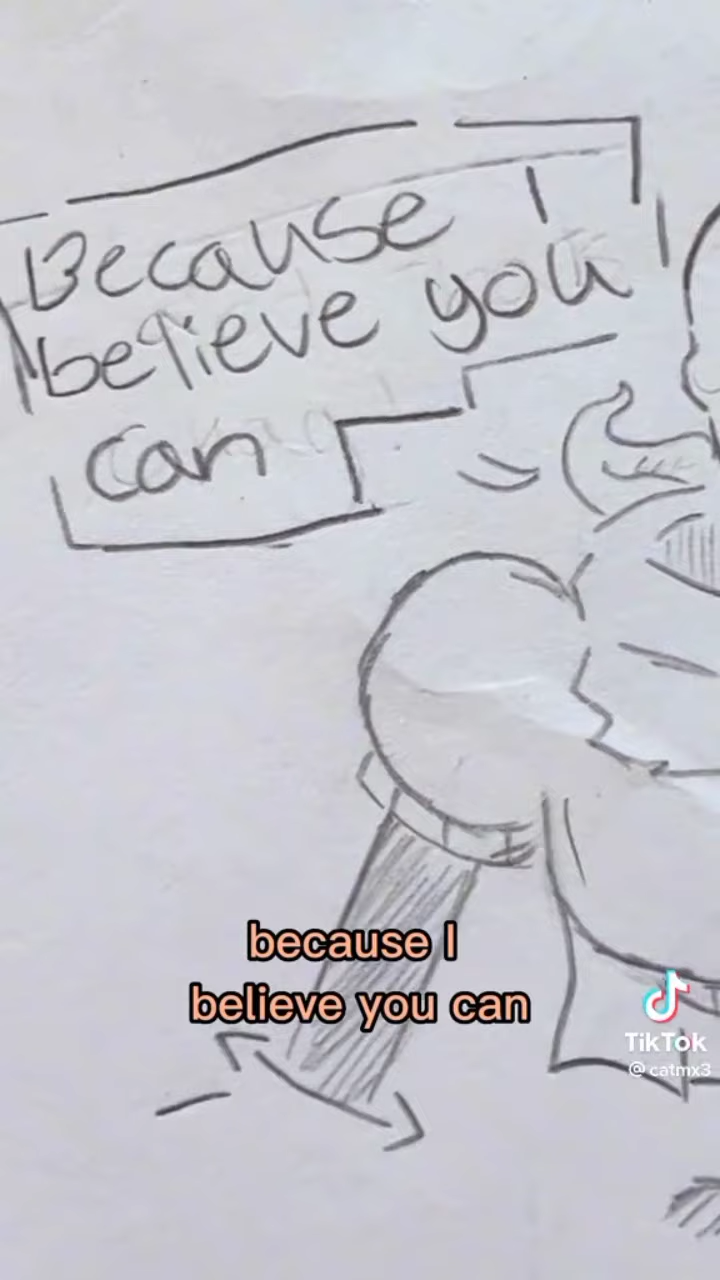 Because I
believe you
can
because I
believe you can
TikTok
@catmx3